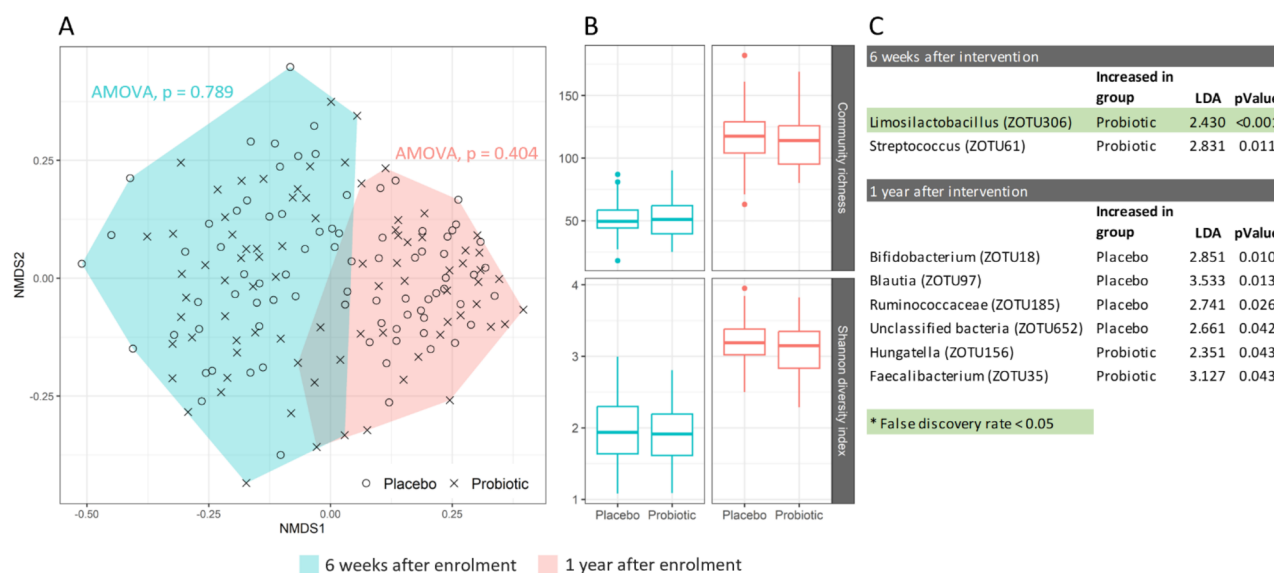 A
AMOVA, p = 0.789
AMOVA, p = 0.404
NMDS2
0.25
0.00
-0.25
-0.50
-0.25
0.00
0.25
NMDS1
Placebo
Probiotic
B
150
100
50
Community richness
4
3
2
1
Shannon diversity index
Placebo Probiotic
Placebo Probiotic
6 weeks after enrolment
1 year after enrolment
C
6 weeks after intervention
Increased in group LDA pValue
Limosilactobacillus (ZOTU306) Probiotic 2.430 <0.001
Streptococcus (ZOTU61) Probiotic 2.831 0.011
1 year after intervention
Increased in group LDA pValue
Bifidobacterium (ZOTU18) Placebo 2.851 0.010
Blautia (ZOTU97) Placebo 3.533 0.013
Ruminococcaceae (ZOTU185) Placebo 2.741 0.026
Unclassified bacteria (ZOTU652) Placebo 2.661 0.042
Hungatella (ZOTU156) Probiotic 2.351 0.043
Faecalibacterium (ZOTU35) Probiotic 3.127 0.043
* False discovery rate < 0.05